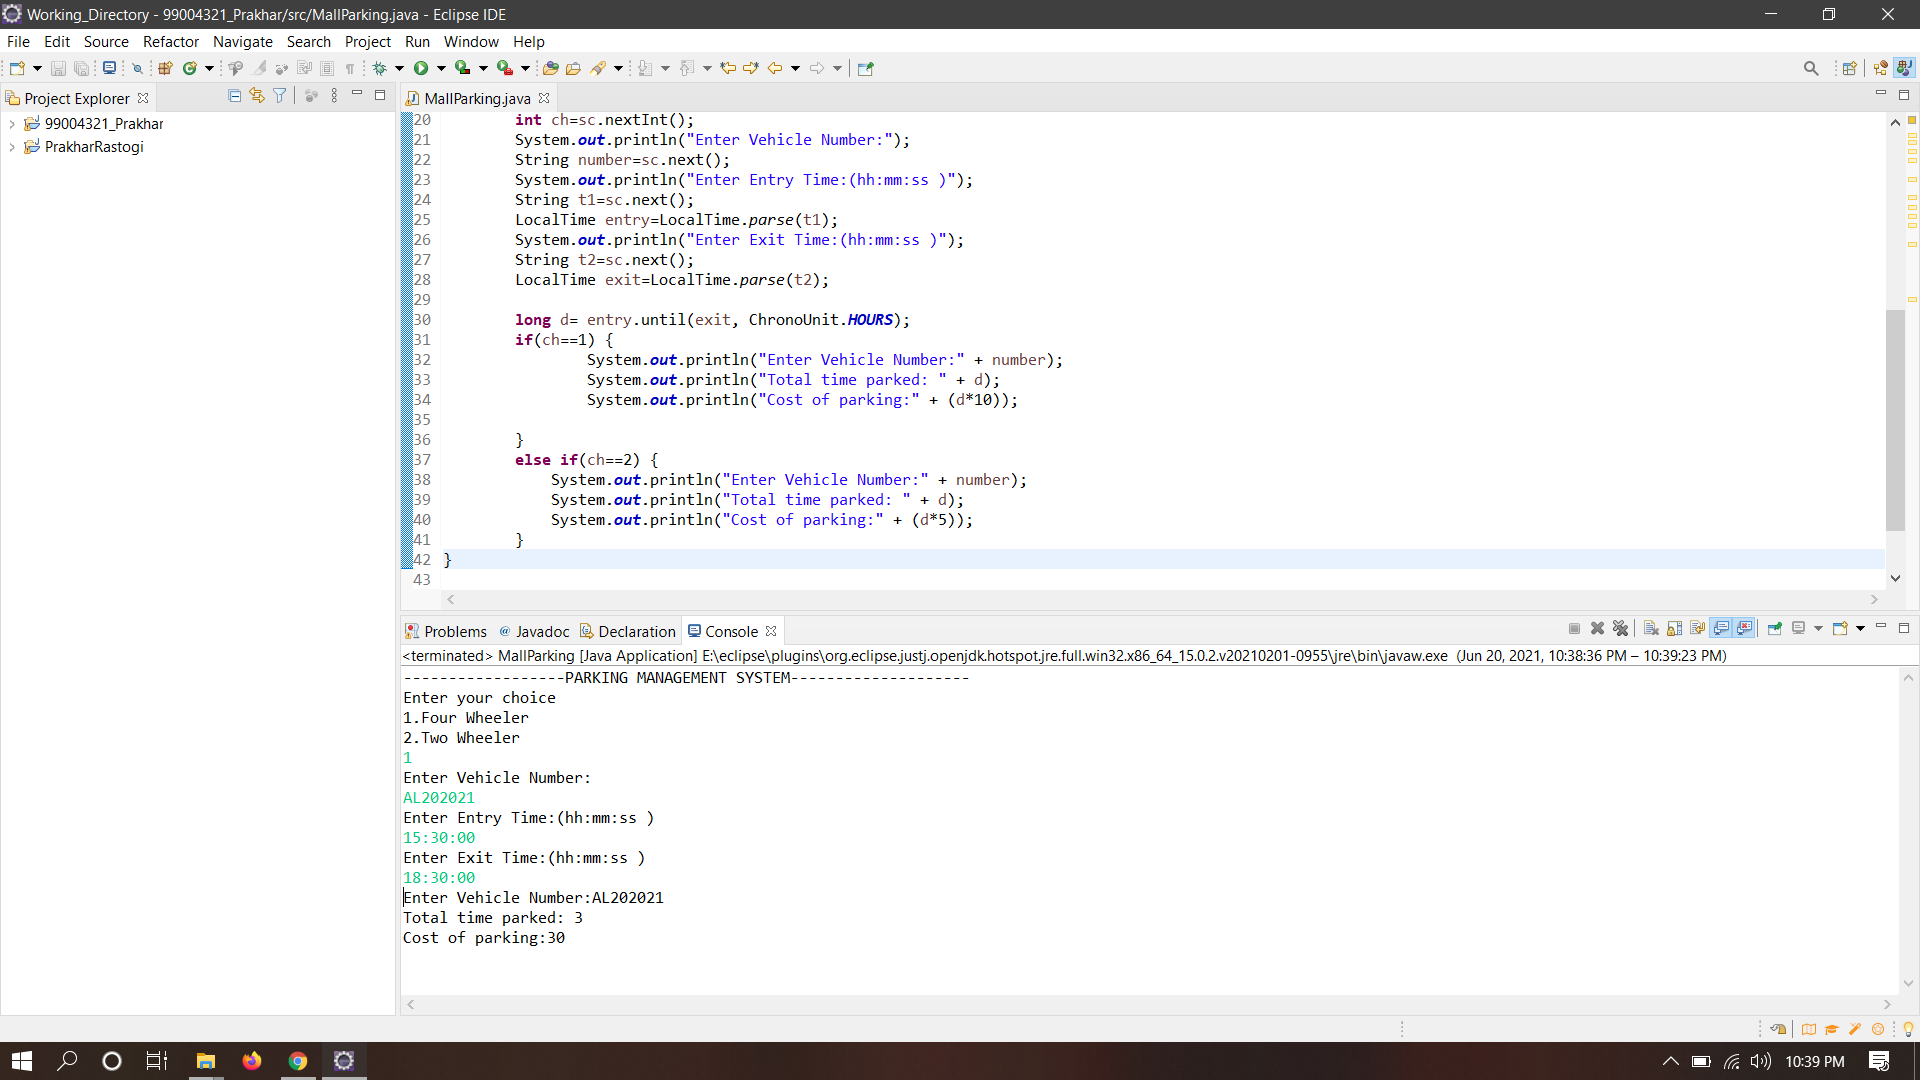 Working_Directory - 99004321_Prakhar/src/MallParking.java - Eclipse IDE
File Edit Source Refactor Navigate Search Project Run Window Help
Project Explorer
99004321_Prakhar
PrakharRastogi
MallParking.java
20 int ch=sc.nextInt();
21 System.out.println("Enter Vehicle Number:");
22 String number=sc.next();
23 System.out.println("Enter Entry Time:(hh:mm:ss )");
24 String t1=sc.next();
25 LocalTime entry=LocalTime.parse(t1);
26 System.out.println("Enter Exit Time:(hh:mm:ss )");
27 String t2=sc.next();
28 LocalTime exit=LocalTime.parse(t2);
29
30 long d= entry.until(exit, ChronoUnit.HOURS);
31 if(ch==1) {
32 System.out.println("Enter Vehicle Number:" + number);
33 System.out.println("Total time parked: " + d);
34 System.out.println("Cost of parking:" + (d*10));
35
36 }
37 else if(ch==2) {
38 System.out.println("Enter Vehicle Number:" + number);
39 System.out.println("Total time parked: " + d);
40 System.out.println("Cost of parking:" + (d*5));
41 }
42 }
43
Problems @ Javadoc Declaration Console
<terminated> MallParking [Java Application] E:\eclipse\plugins\org.eclipse.justj.openjdk.hotspot.jre.full.win32.x86_64_15.0.2.v20210201-0955\jre\bin\javaw.exe (Jun 20, 2021, 10:38:36 PM – 10:39:23 PM)
------------------PARKING MANAGEMENT SYSTEM--------------------
Enter your choice
1.Four Wheeler
2.Two Wheeler
1
Enter Vehicle Number:
AL202021
Enter Entry Time:(hh:mm:ss )
15:30:00
Enter Exit Time:(hh:mm:ss )
18:30:00
Enter Vehicle Number:AL202021
Total time parked: 3
Cost of parking:30
10:39 PM